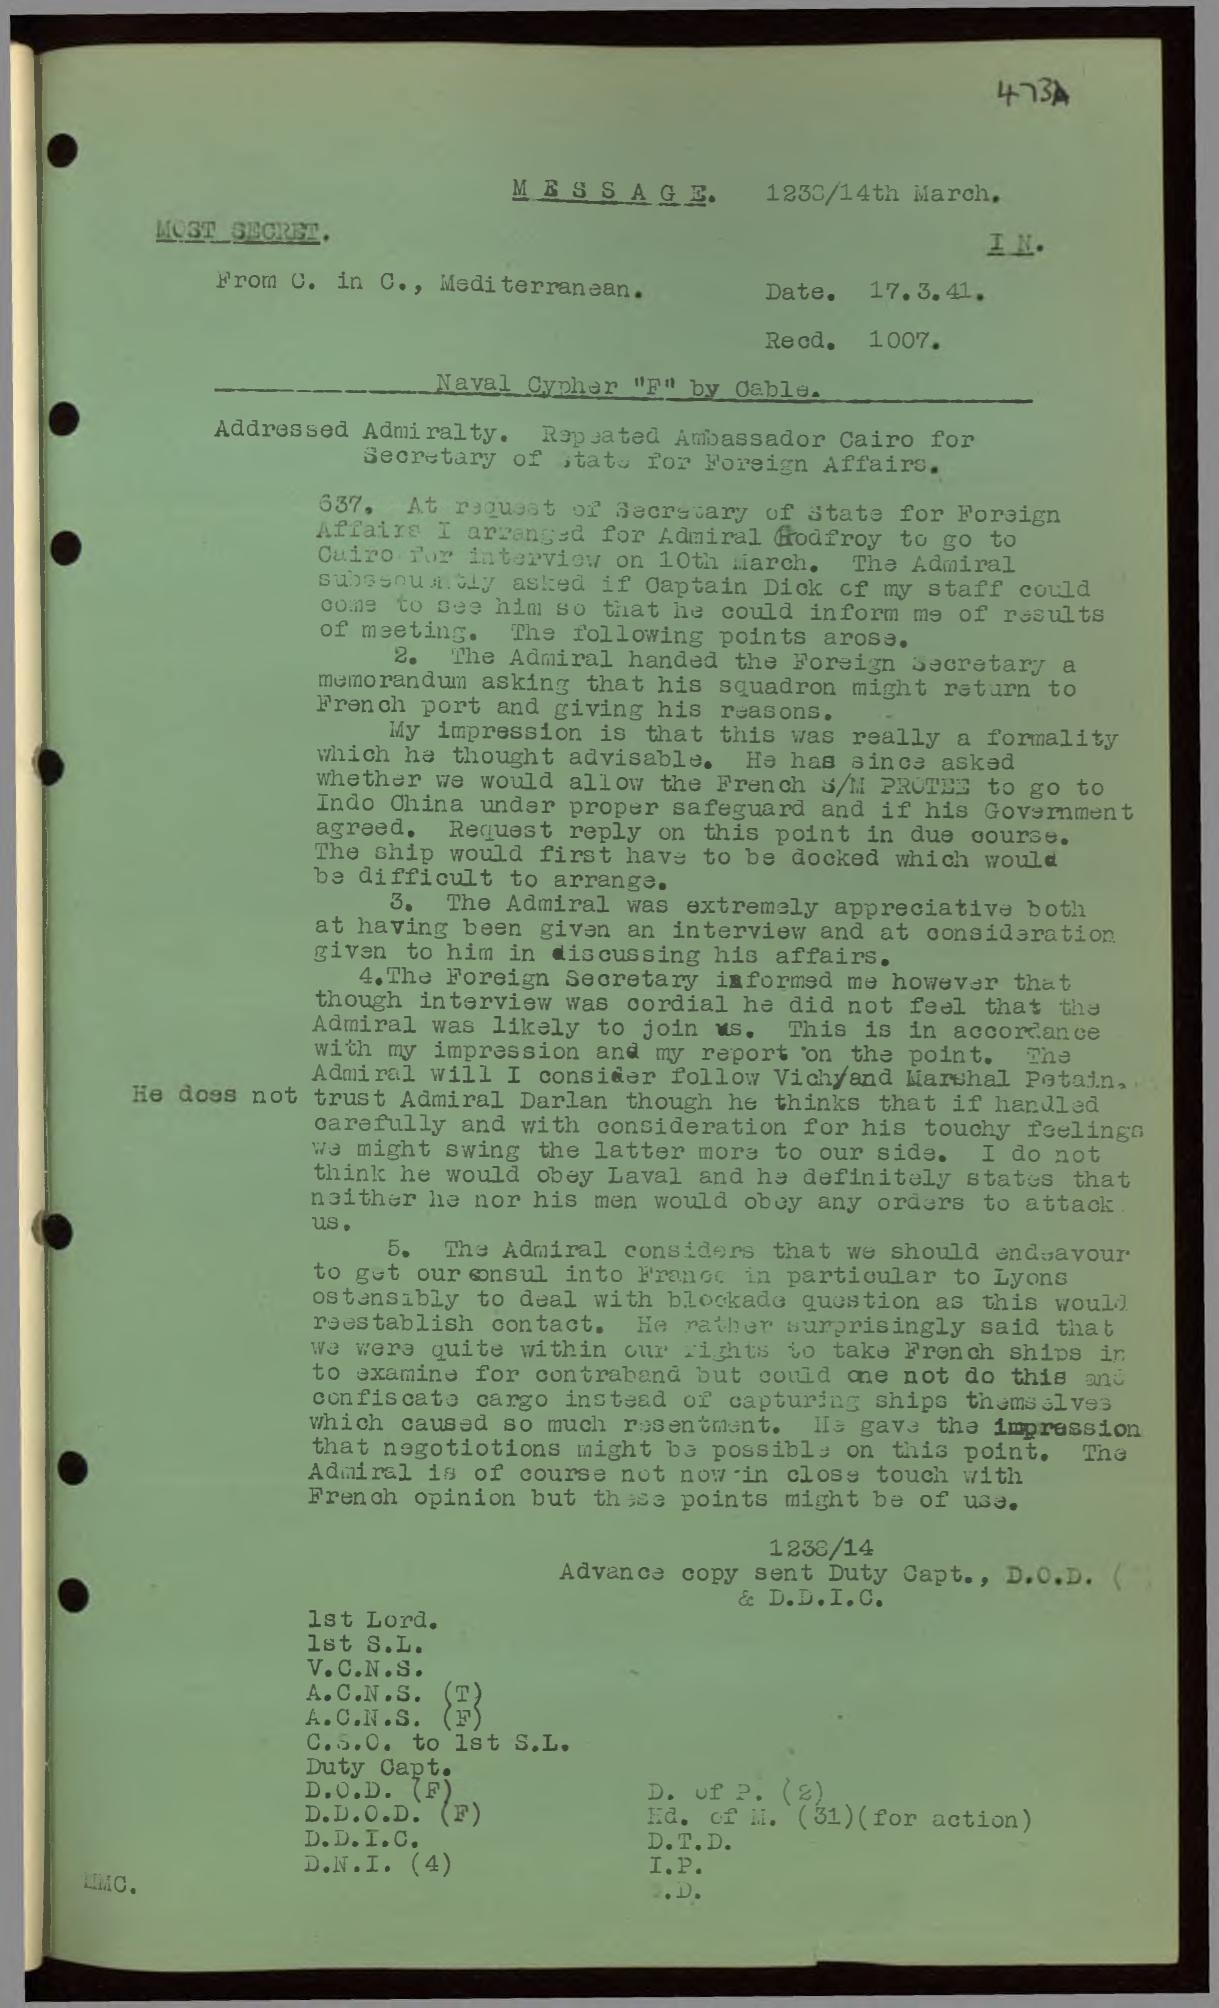 473A
M E S S A G E. 1238/14th March.
MOST SECRET.
I N.
From C. in C., Mediterranean.
Date. 17.3.41.
Recd. 1007.
Naval Cypher "F" by Cable.
Addressed Admiralty. Repeated Ambassador Cairo for
Secretary of State for Foreign Affairs.
637. At request of Secretary of State for Foreign
Affairs I arranged for Admiral Godfroy to go to
Cairo for interview on 10th March. The Admiral
subsequently asked if Captain Dick of my staff could
come to see him so that he could inform me of results
of meeting. The following points arose.
2. The Admiral handed the Foreign Secretary a
memorandum asking that his squadron might return to
French port and giving his reasons.
My impression is that this was really a formality
which he thought advisable. He has since asked
whether we would allow the French S/M PROTEE to go to
Indo China under proper safeguard and if his Government
agreed. Request reply on this point in due course.
The ship would first have to be docked which would
be difficult to arrange.
3. The Admiral was extremely appreciative both
at having been given an interview and at consideration
given to him in discussing his affairs.
4.The Foreign Secretary informed me however that
though interview was cordial he did not feel that the
Admiral was likely to join us. This is in accordance
with my impression and my report on the point. The
Admiral will I consider follow Vichy/and Marshal Petain.
He does not trust Admiral Darlan though he thinks that if handled
carefully and with consideration for his touchy feelings
we might swing the latter more to our side. I do not
think he would obey Laval and he definitely states that
neither he nor his men would obey any orders to attack
us.
5. The Admiral considers that we should endeavour
to get our consul into France in particular to Lyons
ostensibly to deal with blockade question as this would
reestablish contact. He rather surprisingly said that
we were quite within our rights to take French ships in
to examine for contraband but could one not do this and
confiscate cargo instead of capturing ships themselves
which caused so much resentment. He gave the impression
that negotiotions might be possible on this point. The
Admiral is of course not now in close touch with
French opinion but these points might be of use.
1238/14
Advance copy sent Duty Capt., D.O.D. (
& D.D.I.C.
1st Lord.
1st S.L.
V.C.N.S.
A.C.N.S. (T)
A.C.N.S. (F)
C.S.O. to 1st S.L.
Duty Capt.
D.O.D. (F)
D.D.O.D. (F)
D.D.I.C.
D.N.I. (4)
D. of P. (2)
Hd. of M. (31)(for action)
D.T.D.
I.P.
.D.
MMC.